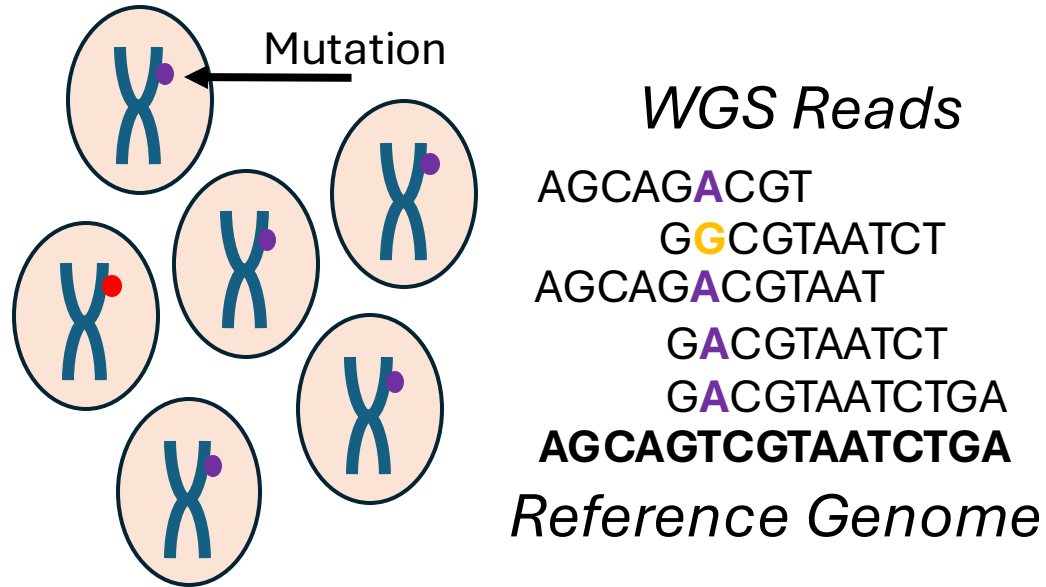 Mutation
WGS Reads
AGCAGACGT
GGCGTAATCT
AGCAGACGTAAT
GACGTAATCT
GACGTAATCTGA
AGCAGTCGTAATCTGA
Reference Genome